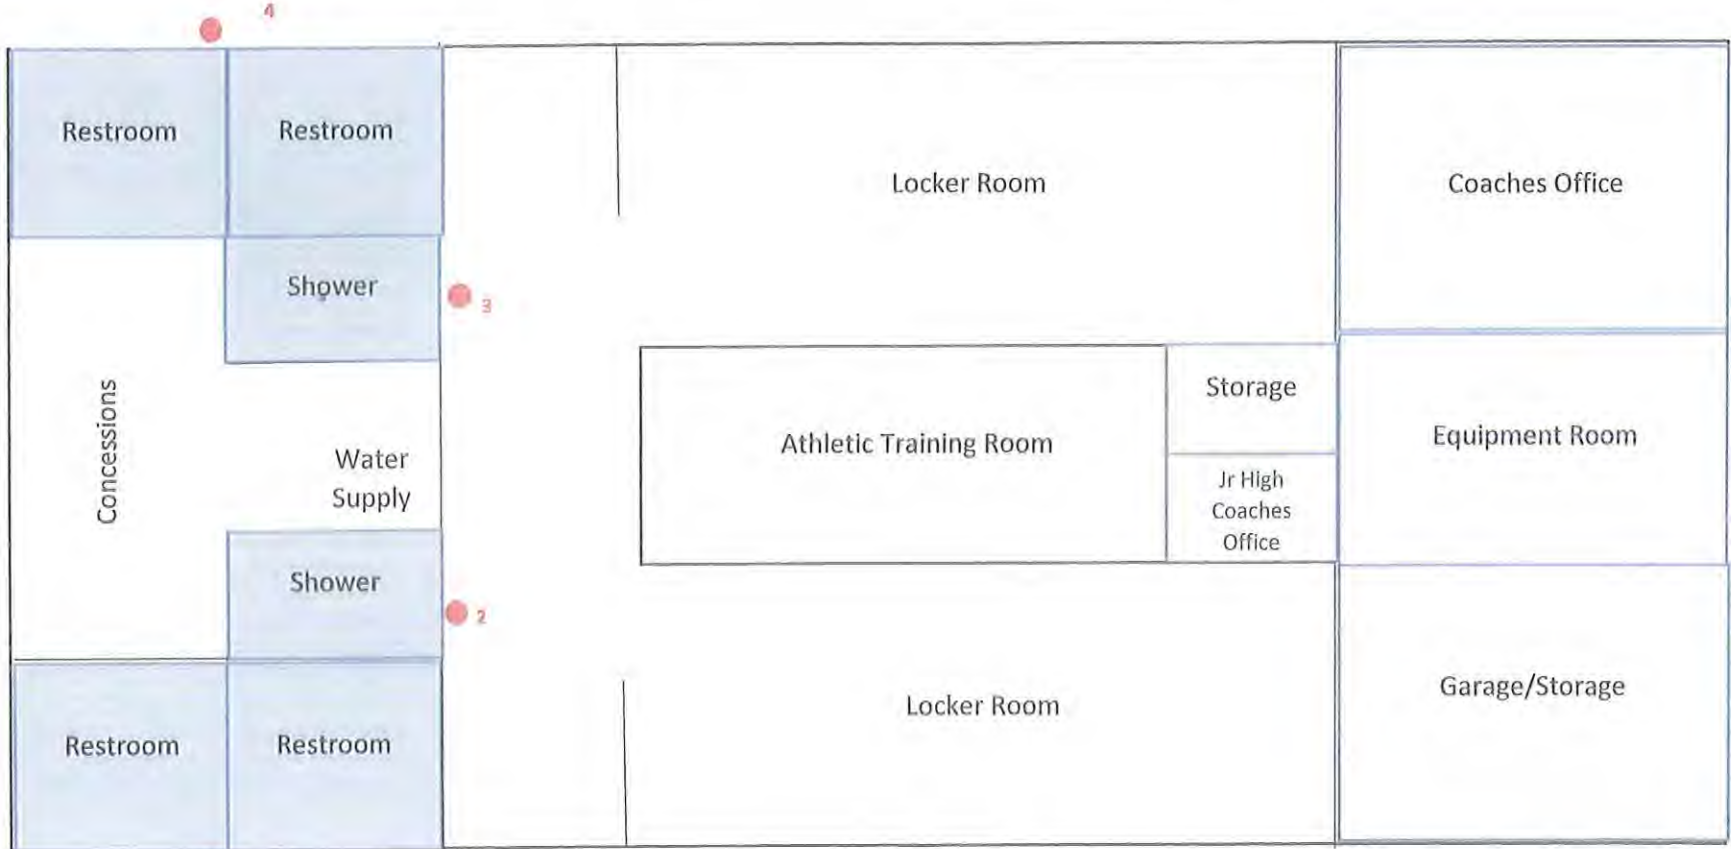 4
Restroom
Restroom
Locker Room
Coaches Office
Shower
3
Concessions
Water
Supply
Athletic Training Room
Storage
Jr High
Coaches
Office
Equipment Room
Shower
2
Restroom
Restroom
Locker Room
Garage/Storage